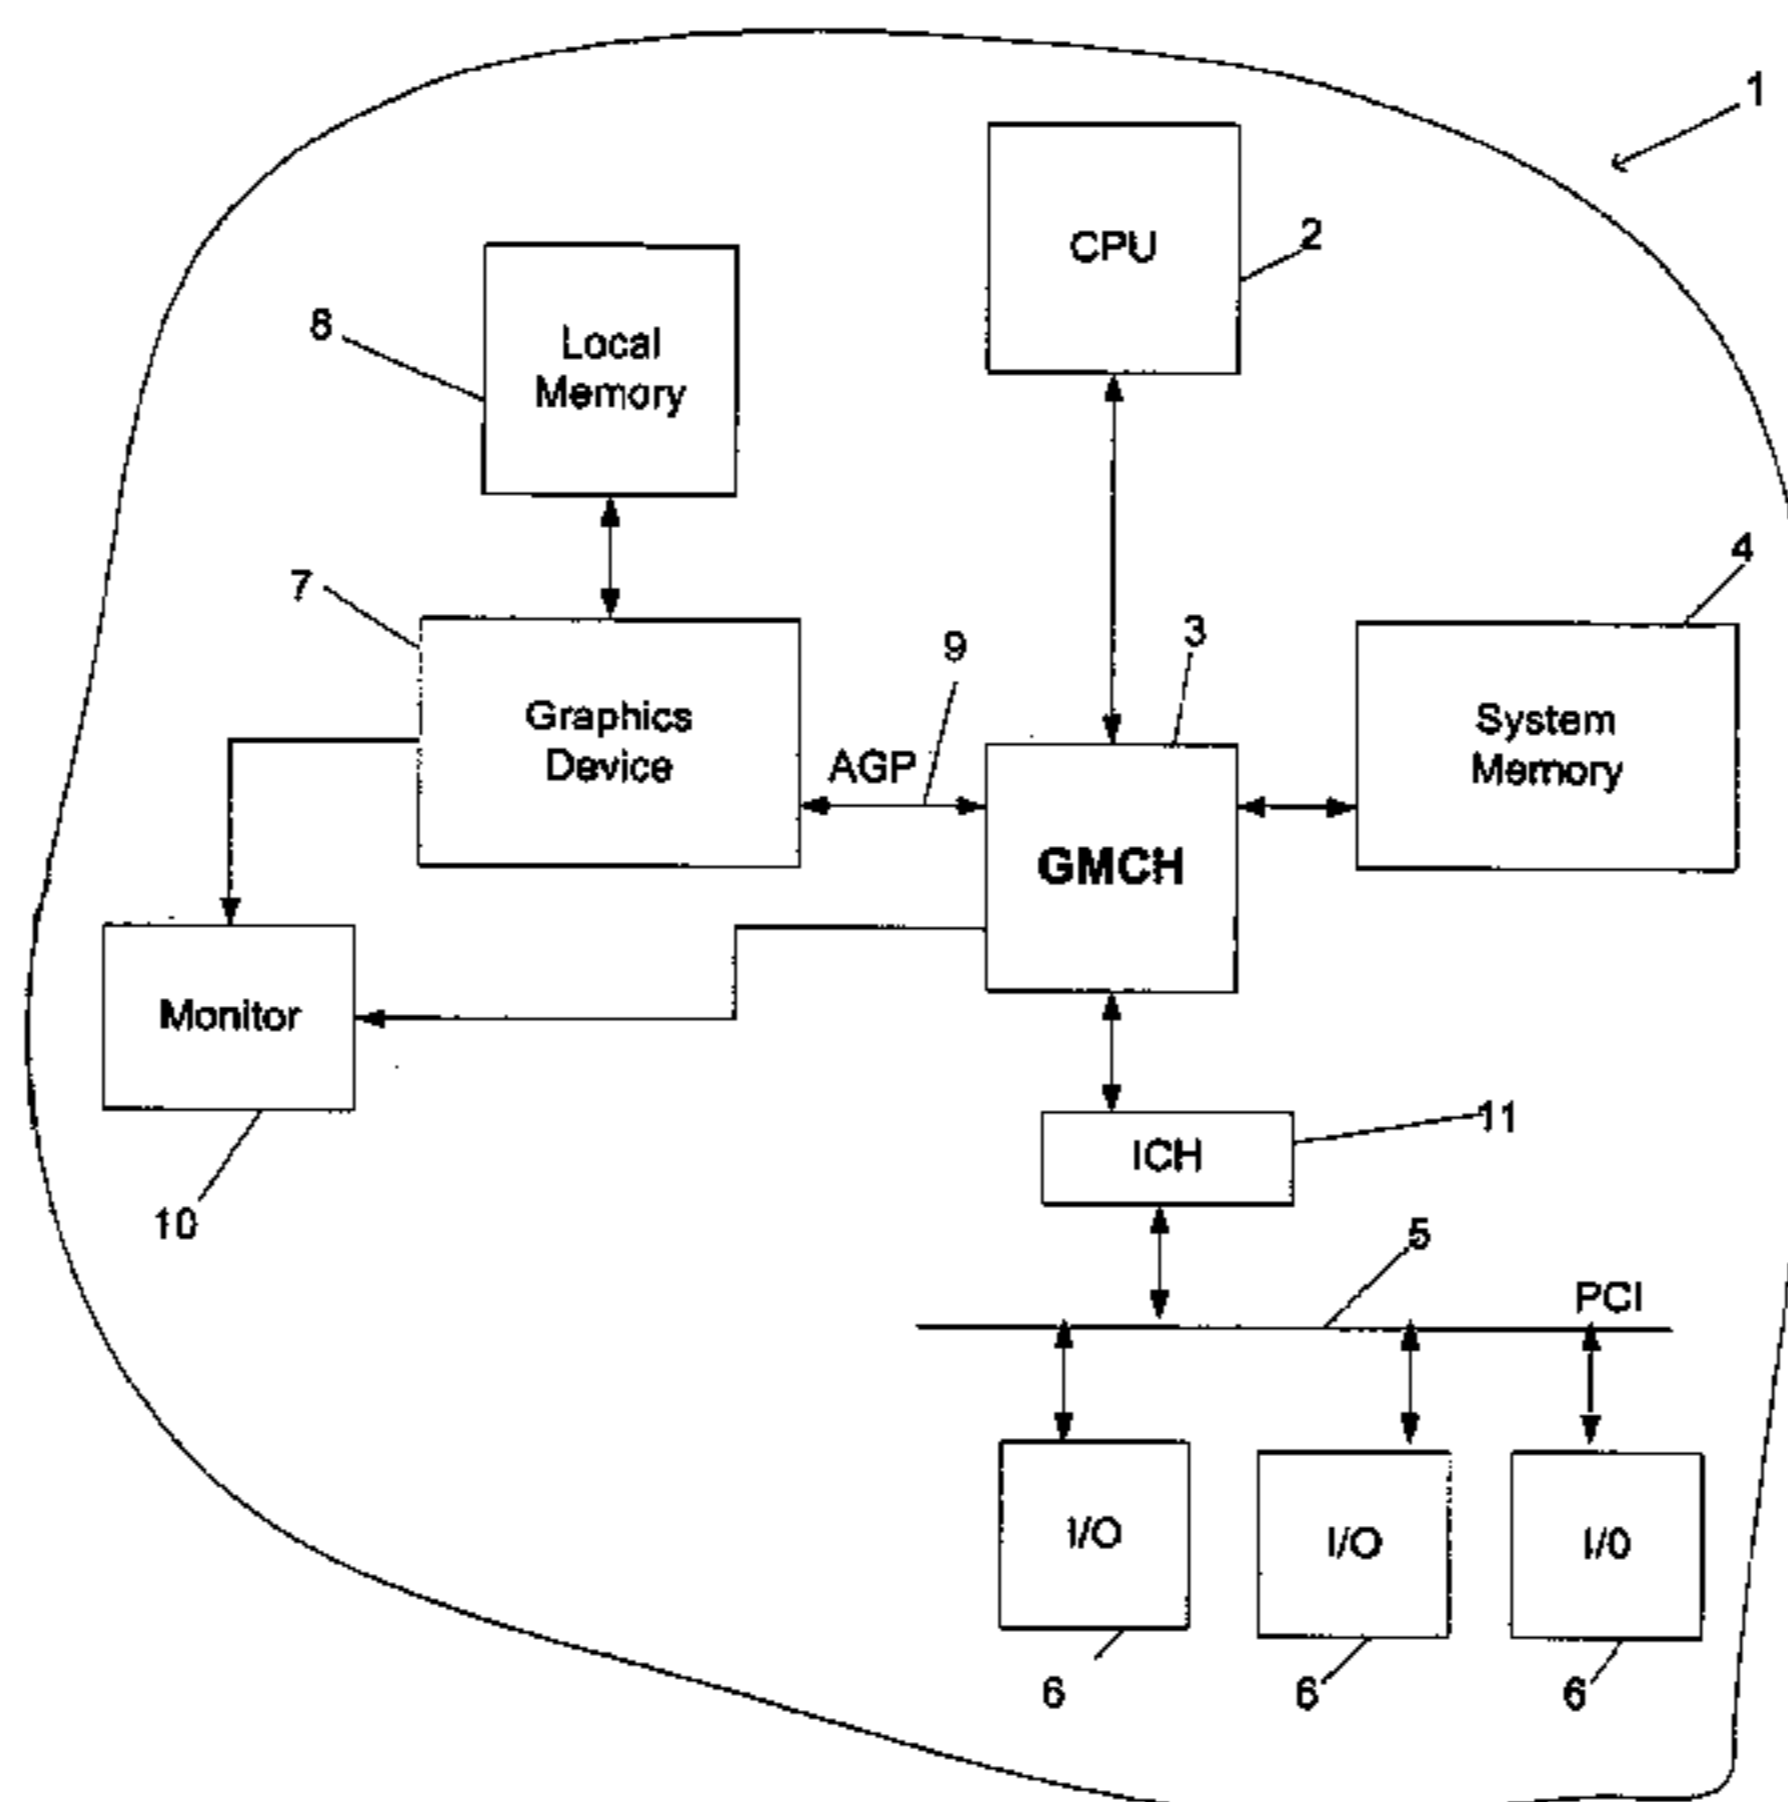 1
CPU
2
8
Local
Memory
4
7
9
3
Graphics
Device
AGP
System
Memory
GMCH
Monitor
10
11
ICH
5
PCI
I/O
I/O
I/0
6
6
6